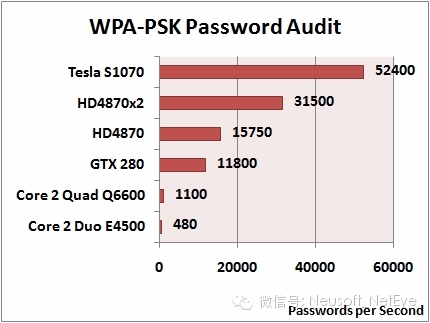 WPA-PSK Password Audit
Tesla S1070 52400
HD4870x2 31500
HD4870 15750
GTX 280 11800
Core 2 Quad Q6600 1100
Core 2 Duo E4500 480
0 20000 40000 60000
微信号: Neusoft_NetEye
Passwords per Second